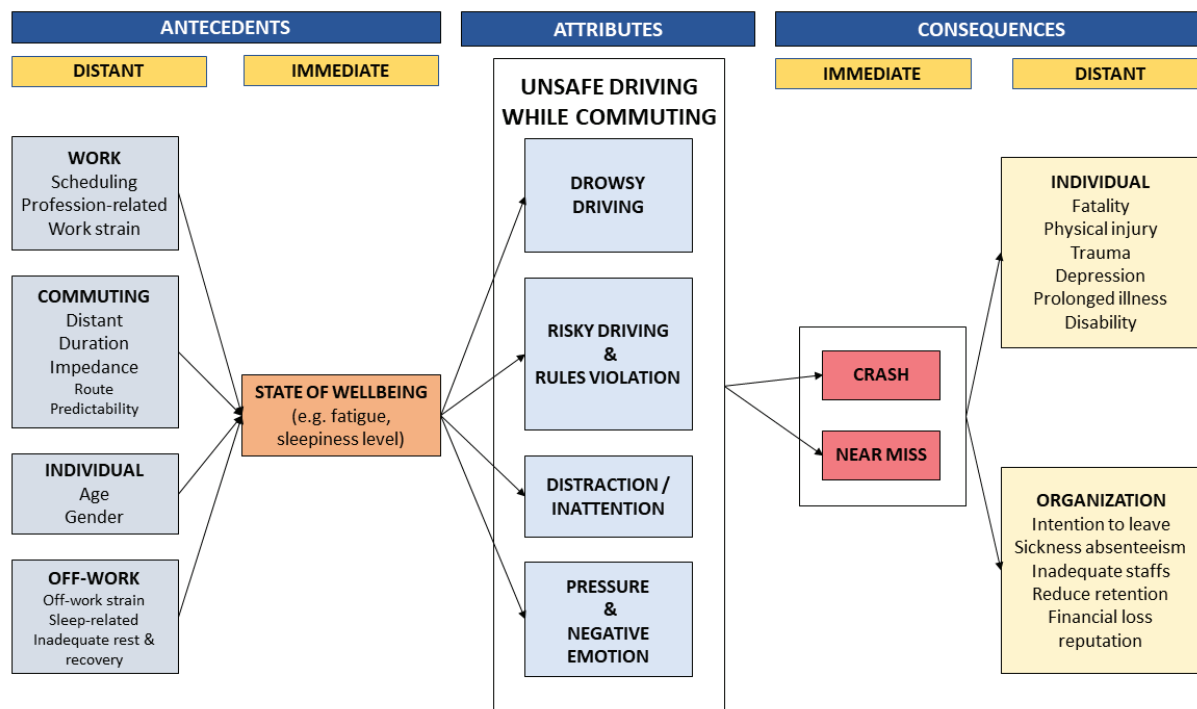 ANTECEDENTS
ATTRIBUTES
CONSEQUENCES
DISTANT
IMMEDIATE
IMMEDIATE
DISTANT
UNSAFE DRIVING
WHILE COMMUTING
WORK
Scheduling
Profession-related
Work strain
COMMUTING
Distant
Duration
Impedance
Route
Predictability
INDIVIDUAL
Age
Gender
OFF-WORK
Off-work strain
Sleep-related
Inadequate rest &
recovery
STATE OF WELLBEING
(e.g. fatigue,
sleepiness level)
DROWSY
DRIVING
RISKY DRIVING
&
RULES VIOLATION
DISTRACTION /
INATTENTION
PRESSURE
&
NEGATIVE
EMOTION
CRASH
NEAR MISS
INDIVIDUAL
Fatality
Physical injury
Trauma
Depression
Prolonged illness
Disability
ORGANIZATION
Intention to leave
Sickness absenteeism
Inadequate staffs
Reduce retention
Financial loss
reputation